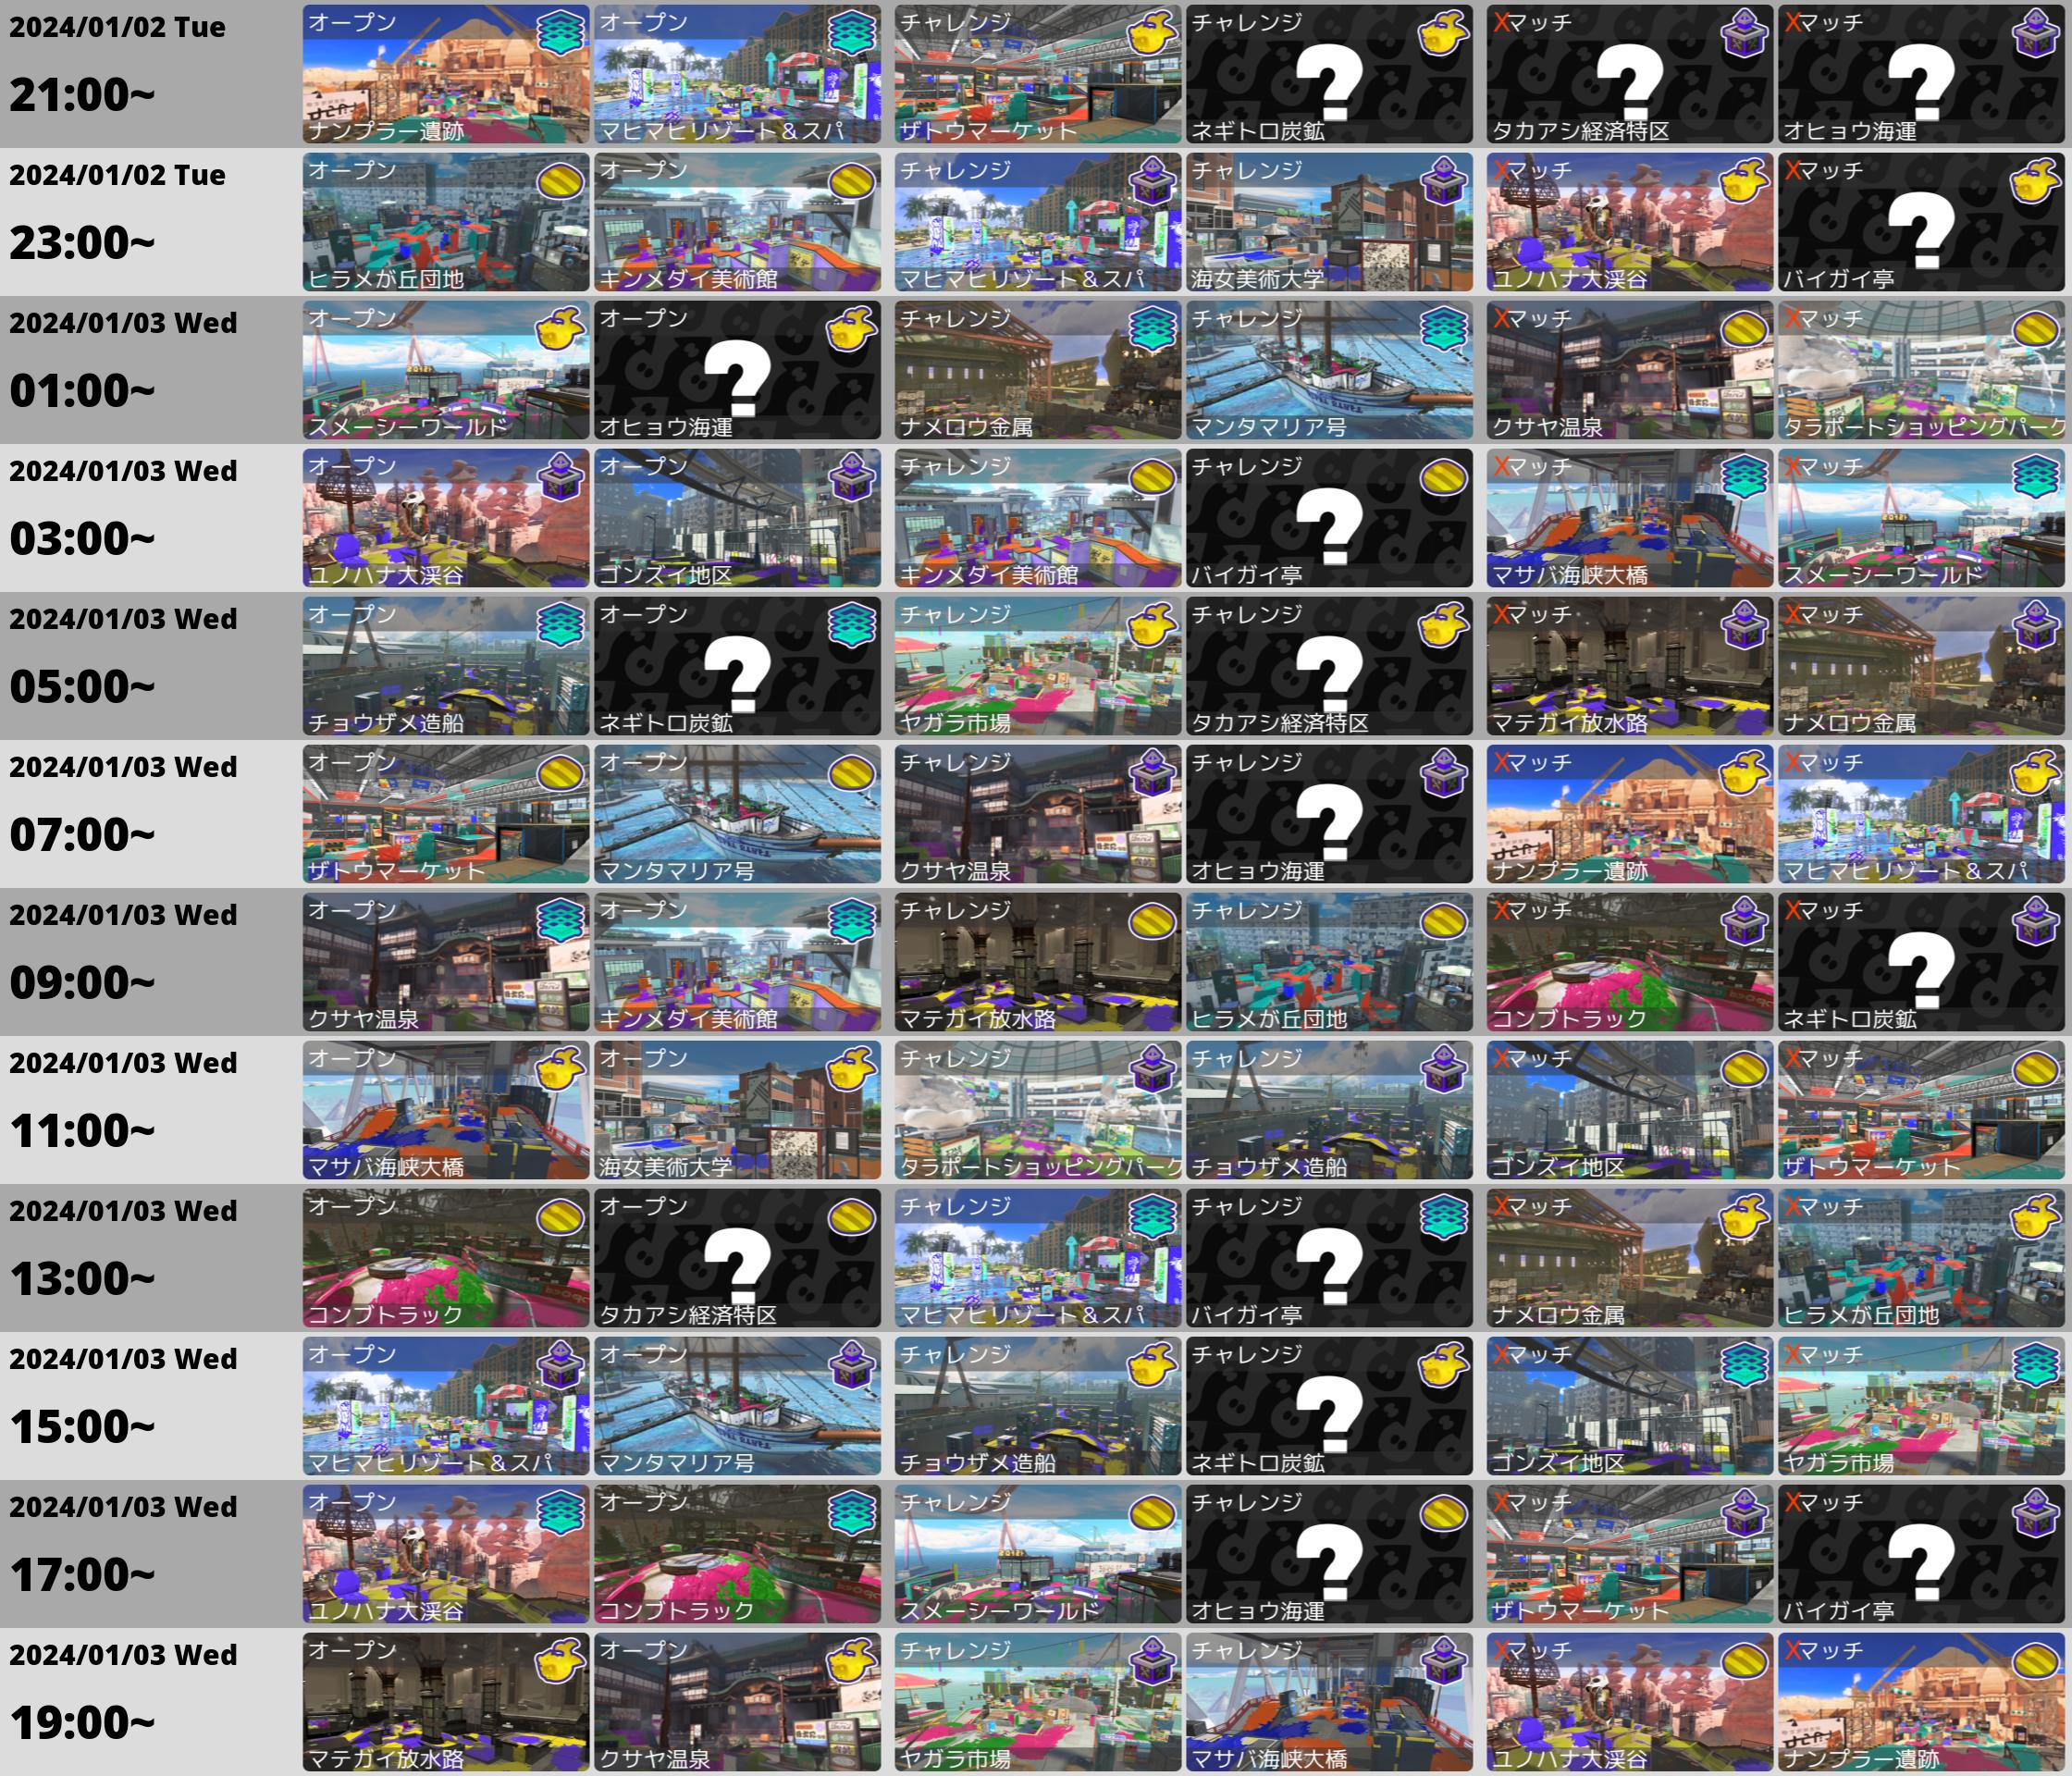 2024/01/02 Tue
21:00~
オープン
ナンプラー遺跡
オープン
マヒマヒリゾート＆スパ
チャレンジ
ザトウマーケット
チャレンジ
ネギトロ炭鉱
Xマッチ
タカアシ経済特区
Xマッチ
オヒョウ海運
2024/01/02 Tue
23:00~
オープン
ヒラメが丘団地
オープン
キンメダイ美術館
チャレンジ
マヒマヒリゾート＆スパ
チャレンジ
海女美術大学
Xマッチ
ユノハナ大渓谷
Xマッチ
バイガイ亭
2024/01/03 Wed
01:00~
オープン
スメーシーワールド
オープン
オヒョウ海運
チャレンジ
ナメロウ金属
チャレンジ
マンタマリア号
Xマッチ
クサヤ温泉
Xマッチ
タラポートショッピングパーク
2024/01/03 Wed
03:00~
オープン
ユノハナ大渓谷
オープン
ゴンズイ地区
チャレンジ
キンメダイ美術館
チャレンジ
バイガイ亭
Xマッチ
マサバ海峡大橋
Xマッチ
スメーシーワールド
2024/01/03 Wed
05:00~
オープン
チョウザメ造船
オープン
ネギトロ炭鉱
チャレンジ
ヤガラ市場
チャレンジ
タカアシ経済特区
Xマッチ
マテガイ放水路
Xマッチ
ナメロウ金属
2024/01/03 Wed
07:00~
オープン
ザトウマーケット
オープン
マンタマリア号
チャレンジ
クサヤ温泉
チャレンジ
オヒョウ海運
Xマッチ
ナンプラー遺跡
Xマッチ
マヒマヒリゾート＆スパ
2024/01/03 Wed
09:00~
オープン
クサヤ温泉
オープン
キンメダイ美術館
チャレンジ
マテガイ放水路
チャレンジ
ヒラメが丘団地
Xマッチ
コンブトラック
Xマッチ
ネギトロ炭鉱
2024/01/03 Wed
11:00~
オープン
マサバ海峡大橋
オープン
海女美術大学
チャレンジ
タラポートショッピングパーク
チャレンジ
チョウザメ造船
Xマッチ
ゴンズイ地区
Xマッチ
ザトウマーケット
2024/01/03 Wed
13:00~
オープン
コンブトラック
オープン
タカアシ経済特区
チャレンジ
マヒマヒリゾート＆スパ
チャレンジ
バイガイ亭
Xマッチ
ナメロウ金属
Xマッチ
ヒラメが丘団地
2024/01/03 Wed
15:00~
オープン
マヒマヒリゾート＆スパ
オープン
マンタマリア号
チャレンジ
チョウザメ造船
チャレンジ
ネギトロ炭鉱
Xマッチ
ゴンズイ地区
Xマッチ
ヤガラ市場
2024/01/03 Wed
17:00~
オープン
ユノハナ大渓谷
オープン
コンブトラック
チャレンジ
スメーシーワールド
チャレンジ
オヒョウ海運
Xマッチ
ザトウマーケット
Xマッチ
バイガイ亭
2024/01/03 Wed
19:00~
オープン
マテガイ放水路
オープン
クサヤ温泉
チャレンジ
ヤガラ市場
チャレンジ
マサバ海峡大橋
Xマッチ
ユノハナ大渓谷
Xマッチ
ナンプラー遺跡